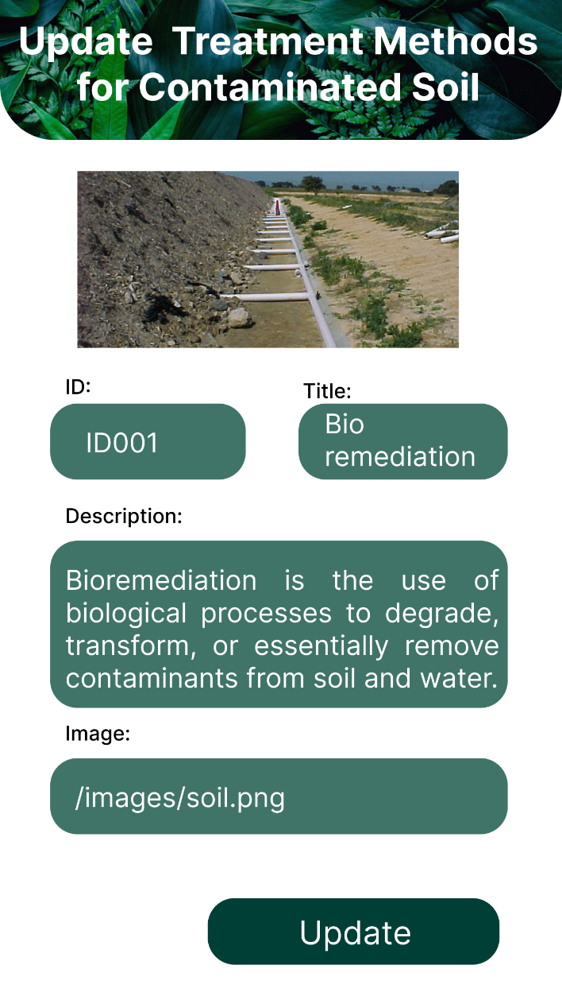 Update Treatment Methods
for Contaminated Soil
ID:
Title:
ID001
Bio
remediation
Description:
Bioremediation is the use of
biological processes to degrade,
transform, or essentially remove
contaminants from soil and water.
Image:
/images/soil.png
Update